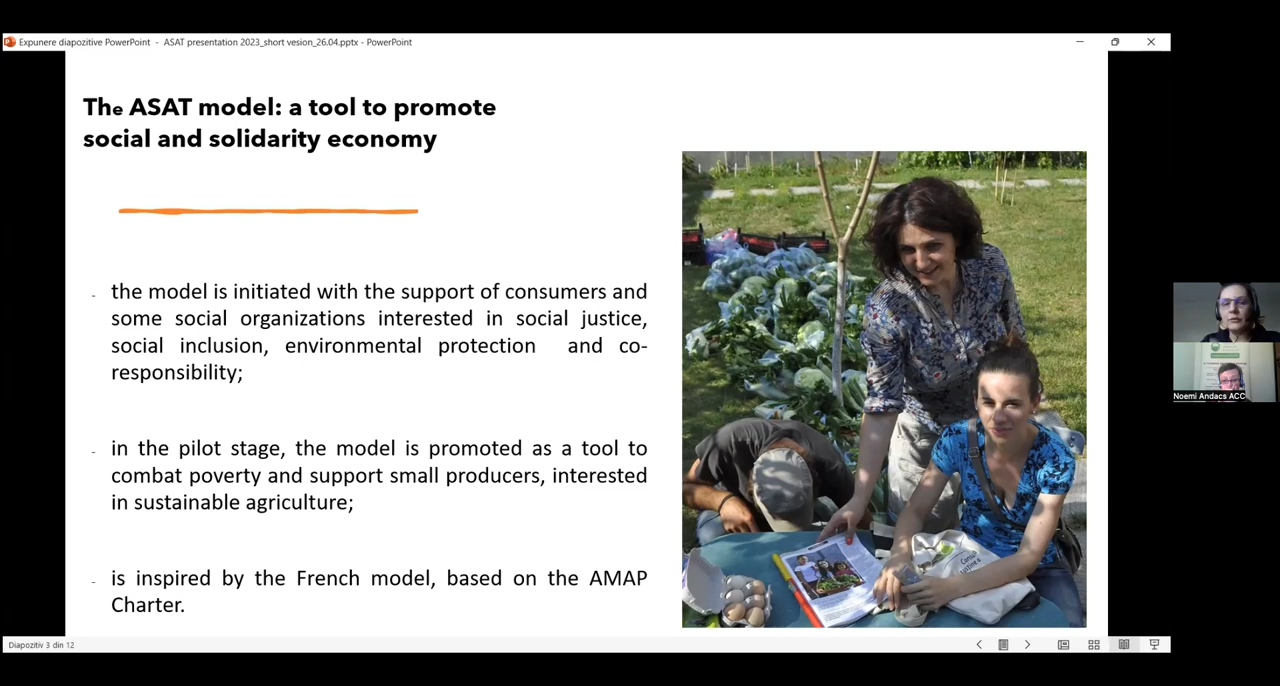 Expunere diapozitive PowerPoint - ASAT presentation 2023_short vesion_26.04.pptx - PowerPoint
The ASAT model: a tool to promote
social and solidarity economy
- the model is initiated with the support of consumers and
some social organizations interested in social justice,
social inclusion, environmental protection and co-
responsibility;
- in the pilot stage, the model is promoted as a tool to
combat poverty and support small producers, interested
in sustainable agriculture;
- is inspired by the French model, based on the AMAP
Charter.
Noemi Andacs ACC
Diapozitiv 3 din 12